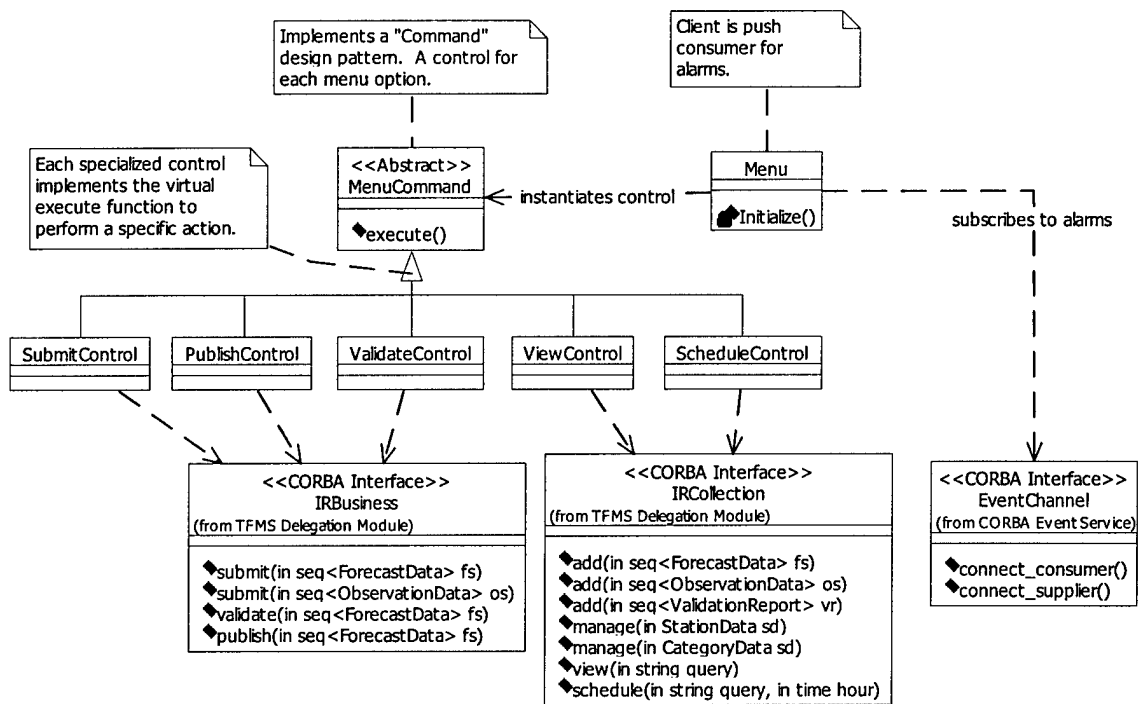 Implements a "Command"
design pattern.  A control for
each menu option.
Client is push
consumer for
alarms.
Each specialized control
implements the virtual
execute function to
perform a specific action.
<<Abstract>>
MenuCommand
execute()
instantiates control
Menu
Initialize()
subscribes to alarms
SubmitControl
PublishControl
ValidateControl
ViewControl
ScheduleControl
<<CORBA Interface>>
IRBusiness
(from TFMS Delegation Module)
submit(in seq<ForecastData> fs)
submit(in seq<ObservationData> os)
validate(in seq<ForecastData> fs)
publish(in seq<ForecastData> fs)
<<CORBA Interface>>
IRCollection
(from TFMS Delegation Module)
add(in seq<ForecastData> fs)
add(in seq<ObservationData> os)
add(in seq<ValidationReport> vr)
manage(in StationData sd)
manage(in CategoryData sd)
view(in string query)
schedule(in string query, in time hour)
<<CORBA Interface>>
EventChannel
(from CORBA Event Service)
connect_consumer()
connect_supplier()